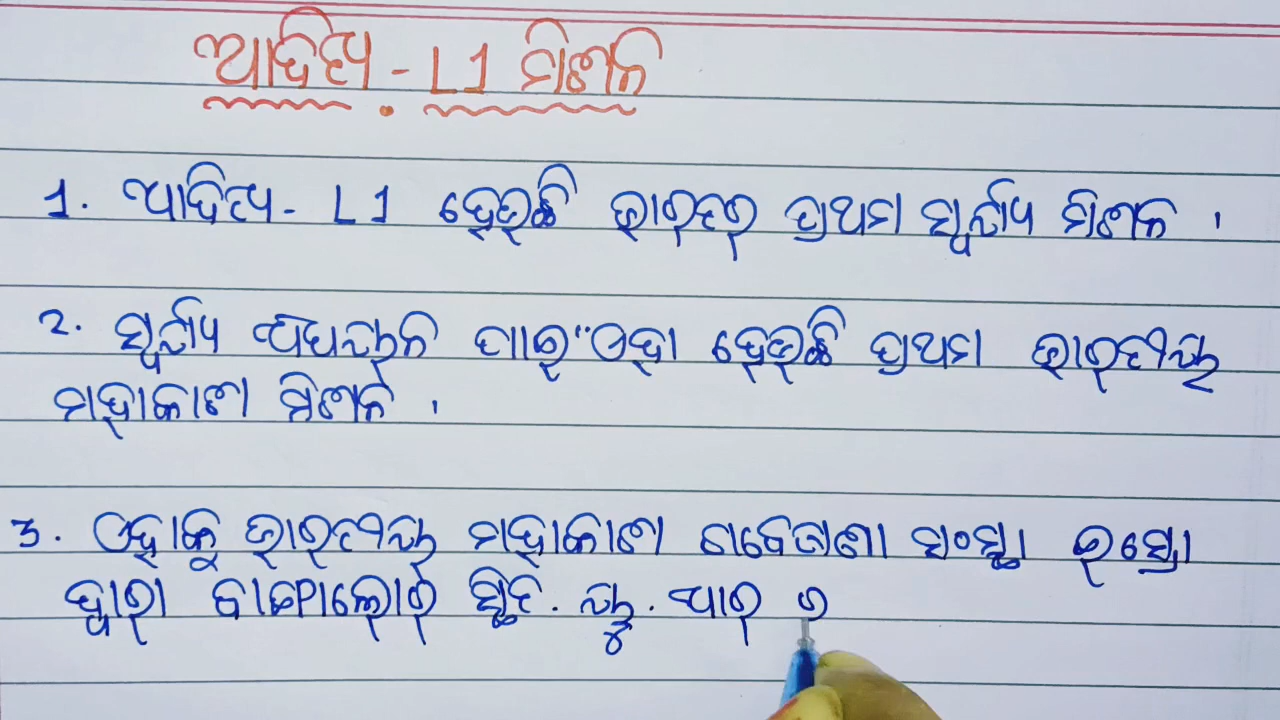 ଆଦିତ୍ୟ - L1 ମିଶନ
1. ଆଦିତ୍ୟ - L1 ହେଉଛି ଭାରତର ପ୍ରଥମ ସୂର୍ଯ୍ୟ ମିଶନ ।
2. ସୂର୍ଯ୍ୟ ଅଧ୍ୟୟନ ପାଇଁ ଏହା ହେଉଛି ପ୍ରଥମ ଭାରତୀୟ
ମହାକାଶ ମିଶନ ।
3. ଏହାକୁ ଭାରତୀୟ ମହାକାଶ ଗବେଷଣା ସଂସ୍ଥା ଇସ୍ରୋ
ଦ୍ୱାରା ବାଙ୍ଗାଲୋର ସ୍ଥିତ. ୟୁ. ଆର